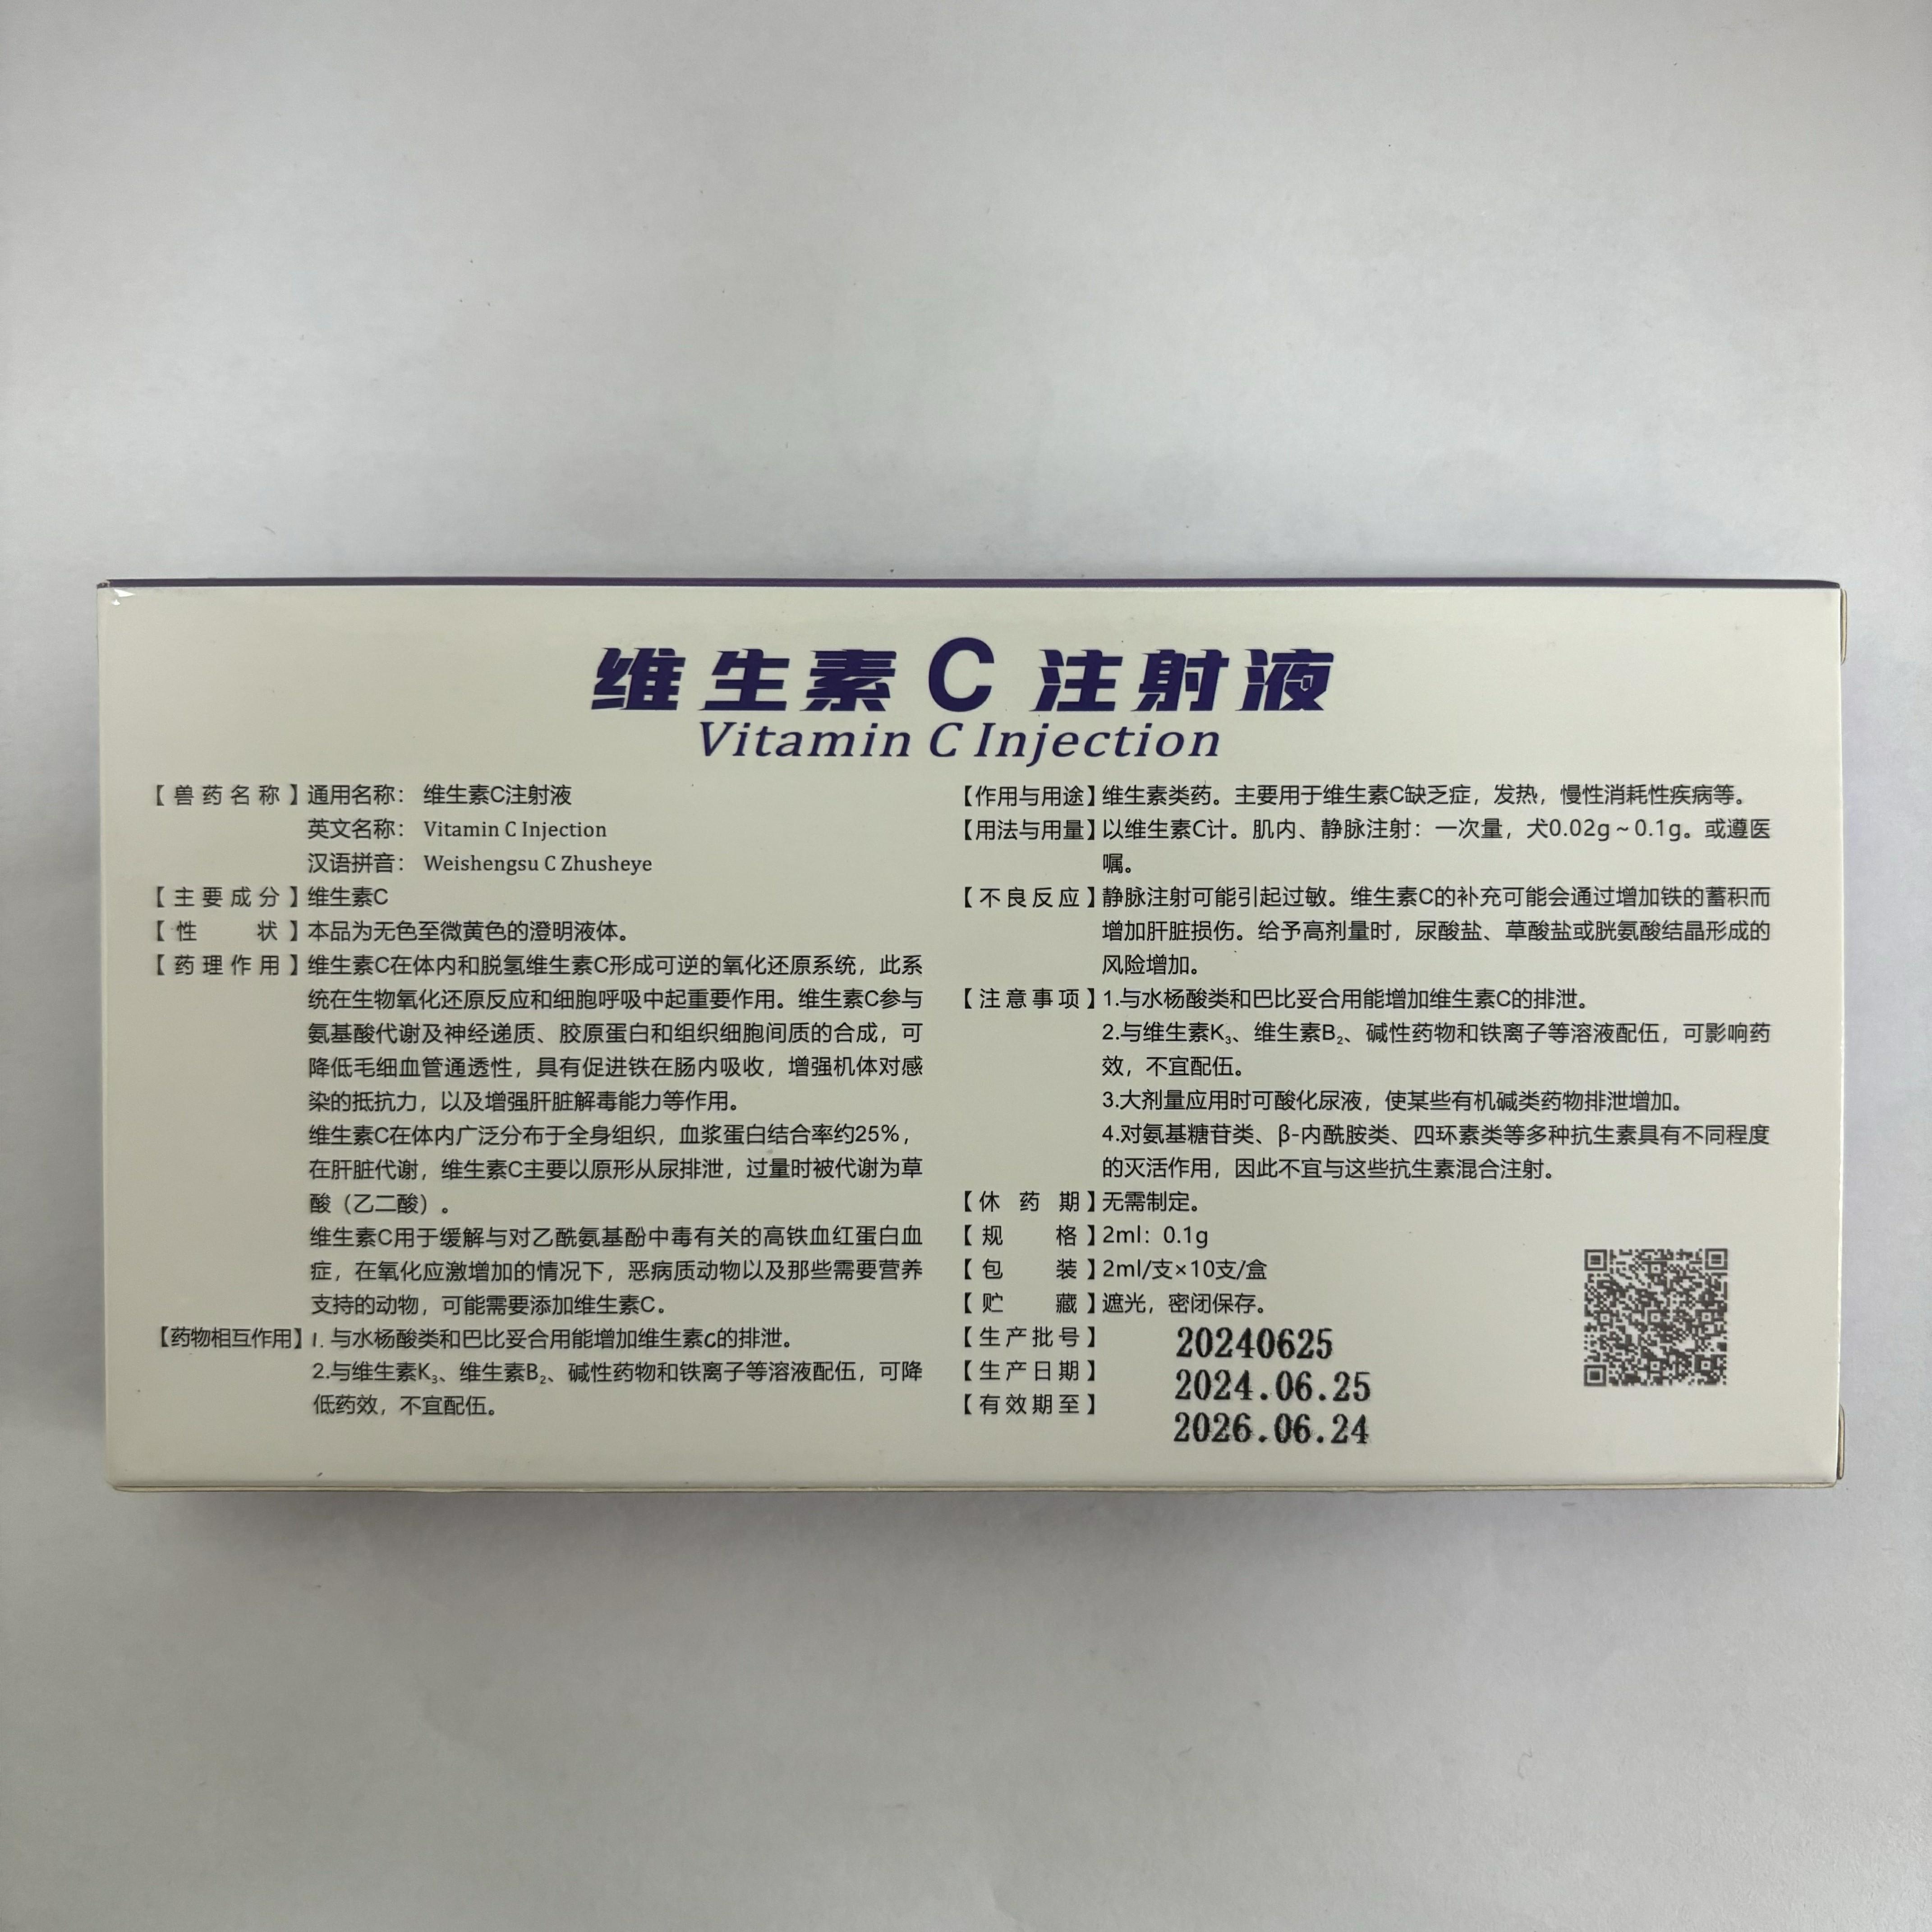 维生素C注射液
Vitamin C Injection
【兽药名称】通用名称： 维生素C注射液
英文名称： Vitamin C Injection
汉语拼音： Weishengsu C Zhusheye
【主要成分】维生素C
【性 状】本品为无色至微黄色的澄明液体。
【药理作用】维生素C在体内和脱氢维生素C形成可逆的氧化还原系统，此系
统在生物氧化还原反应和细胞呼吸中起重要作用。维生素C参与
氨基酸代谢及神经递质、胶原蛋白和组织细胞间质的合成，可
降低毛细血管通透性，具有促进铁在肠内吸收，增强机体对感
染的抵抗力，以及增强肝脏解毒能力等作用。
维生素C在体内广泛分布于全身组织，血浆蛋白结合率约25%，
在肝脏代谢，维生素C主要以原形从尿排泄，过量时被代谢为草
酸（乙二酸）。
维生素C用于缓解与对乙酰氨基酚中毒有关的高铁血红蛋白血
症，在氧化应激增加的情况下，恶病质动物以及那些需要营养
支持的动物，可能需要添加维生素C。
【药物相互作用】1. 与水杨酸类和巴比妥合用能增加维生素C的排泄。
2.与维生素K₃、维生素B₂、碱性药物和铁离子等溶液配伍，可降
低药效，不宜配伍。
【作用与用途】维生素类药。主要用于维生素C缺乏症，发热，慢性消耗性疾病等。
【用法与用量】以维生素C计。肌内、静脉注射：一次量，犬0.02g～0.1g。或遵医
嘱。
【不良反应】静脉注射可能引起过敏。维生素C的补充可能会通过增加铁的蓄积而
增加肝脏损伤。给予高剂量时，尿酸盐、草酸盐或胱氨酸结晶形成的
风险增加。
【注意事项】1.与水杨酸类和巴比妥合用能增加维生素C的排泄。
2.与维生素K₃、维生素B₂、碱性药物和铁离子等溶液配伍，可影响药
效，不宜配伍。
3.大剂量应用时可酸化尿液，使某些有机碱类药物排泄增加。
4.对氨基糖苷类、β-内酰胺类、四环素类等多种抗生素具有不同程度
的灭活作用，因此不宜与这些抗生素混合注射。
【休药期】无需制定。
【规 格】2ml：0.1g
【包 装】2ml/支×10支/盒
【贮 藏】遮光，密闭保存。
【生产批号】 20240625
【生产日期】 2024.06.25
【有效期至】 2026.06.24